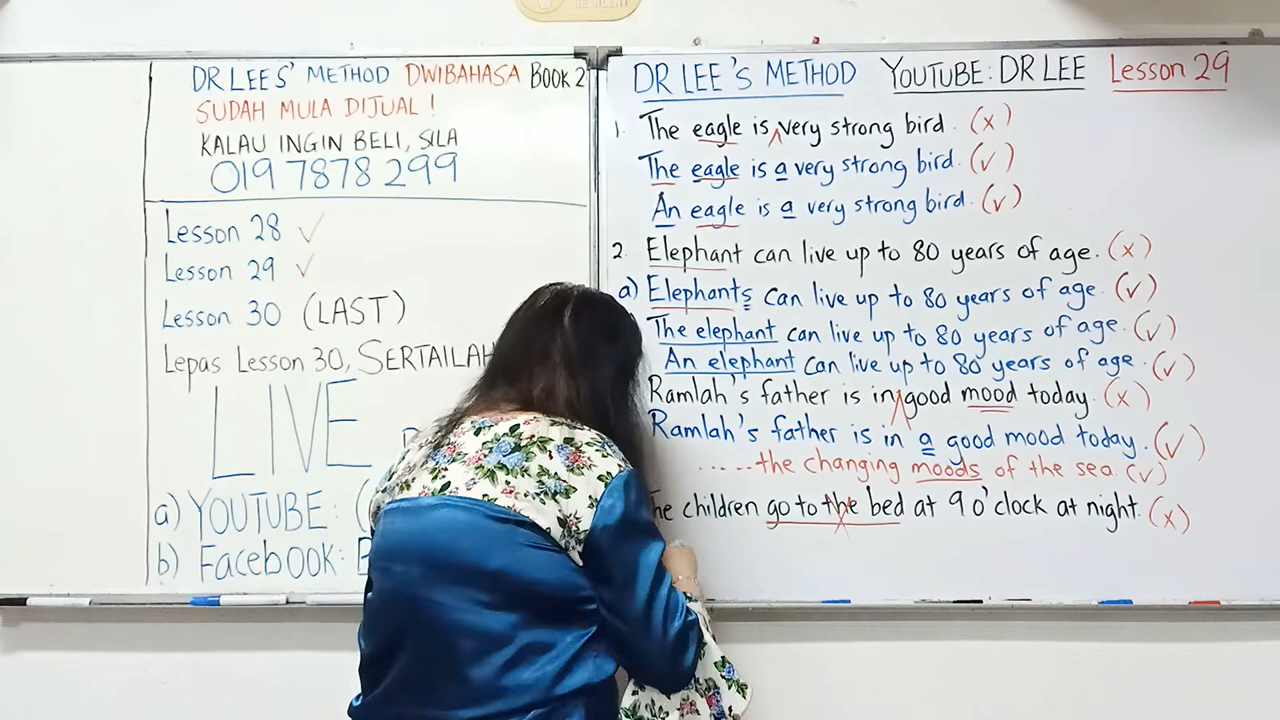 BE SILENT
DR LEES' METHOD DWIBAHASA BOOK 2
SUDAH MULA DIJUAL !
KALAU INGIN BELI, SILA
019 7878 299
Lesson 28 ✓
Lesson 29 ✓
Lesson 30 (LAST)
Lepas Lesson 30, SERTAILAH
LIVE
a) YOUTUBE: (
b) Facebook:
DR LEE'S METHOD YOUTUBE: DR LEE Lesson 29
1. The eagle is ^ very strong bird. (x)
The eagle is a very strong bird. (✓)
An eagle is a very strong bird. (✓)
2. Elephant can live up to 80 years of age. (x)
a) Elephants can live up to 80 years of age. (✓)
The elephant can live up to 80 years of age. (✓)
An elephant can live up to 80 years of age. (✓)
Ramlah's father is in ^ good mood today. (x)
Ramlah's father is in a good mood today. (✓)
......the changing moods of the sea. (✓)
he children go to the bed at 9 o'clock at night. (x)